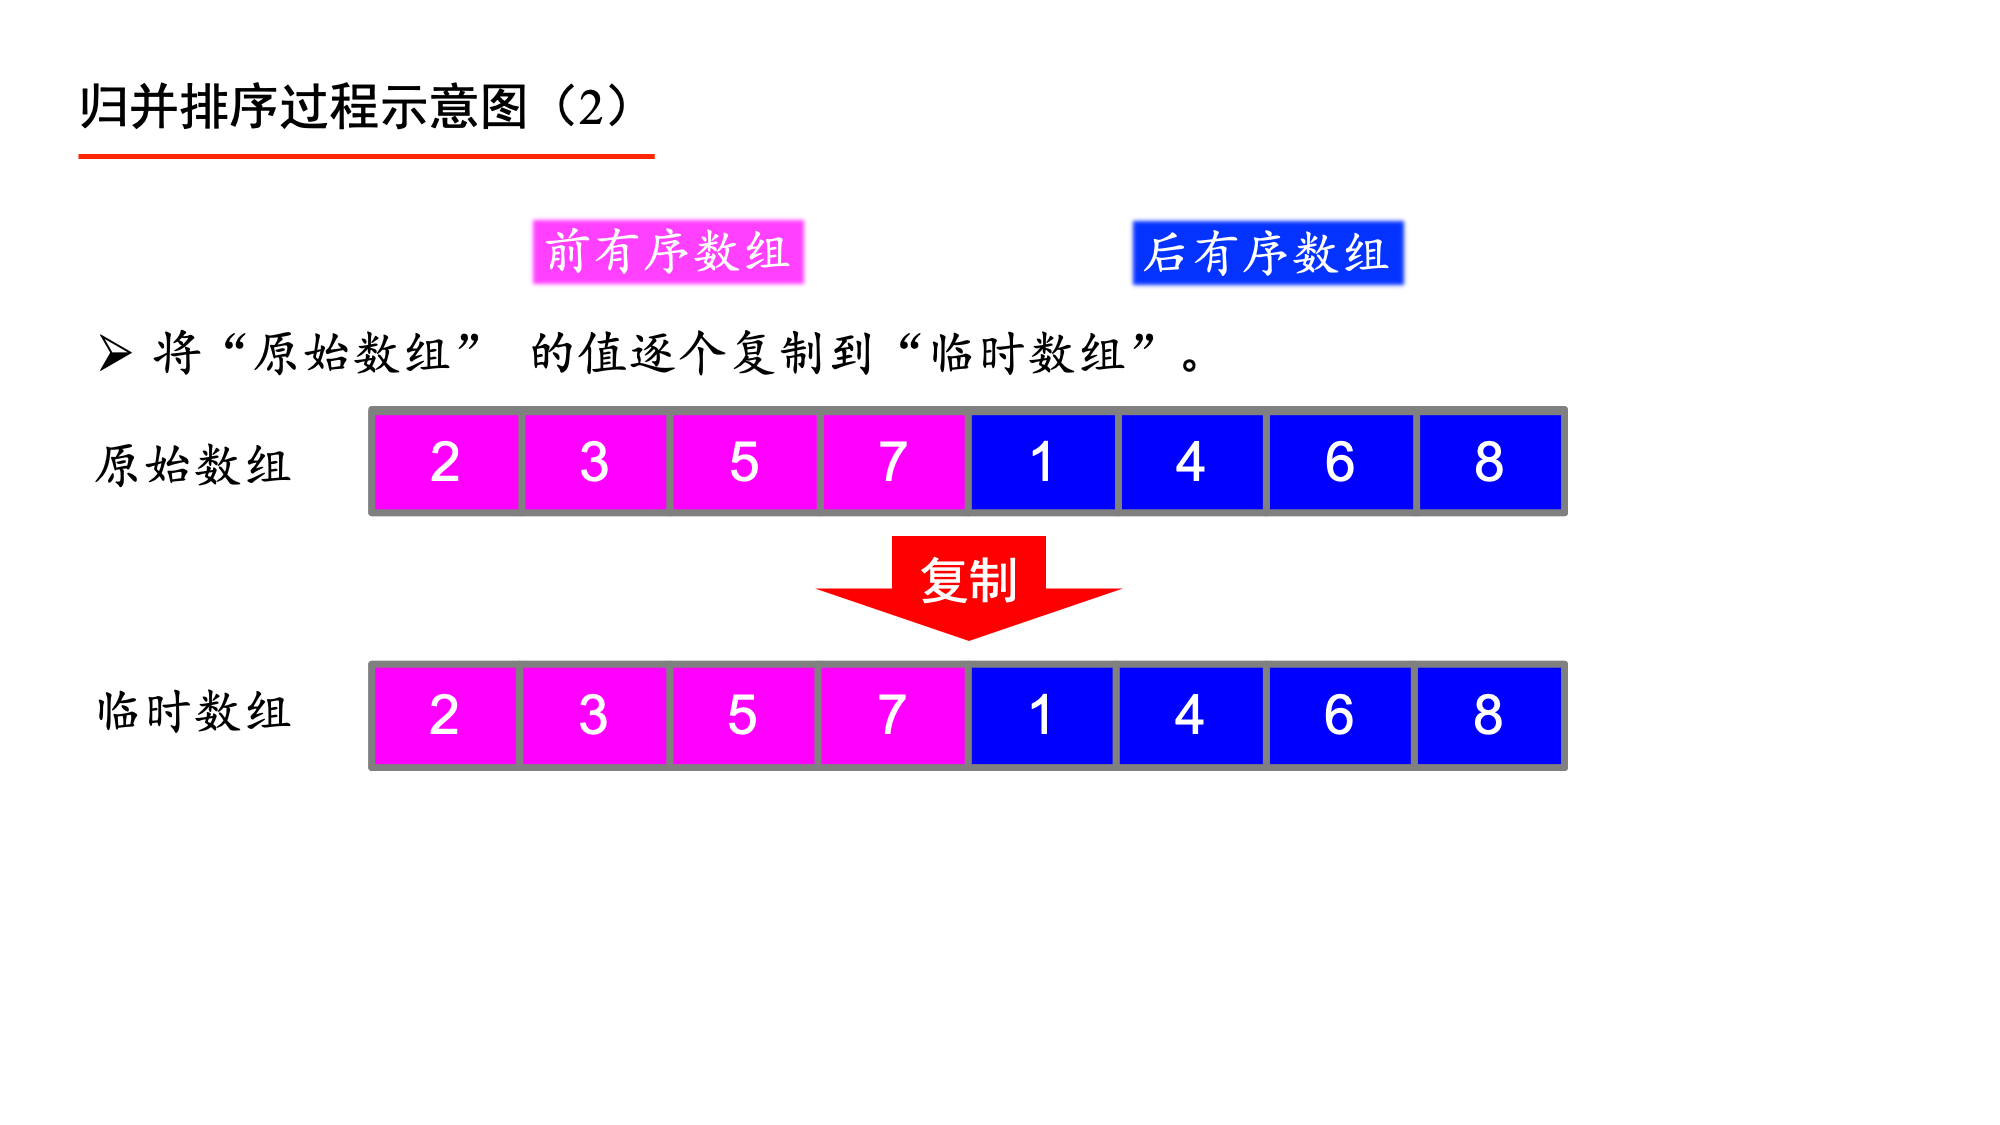 归并排序过程示意图（2）
前有序数组 后有序数组
➢ 将“原始数组” 的值逐个复制到“临时数组”。
原始数组 2 3 5 7 1 4 6 8
复制
临时数组 2 3 5 7 1 4 6 8